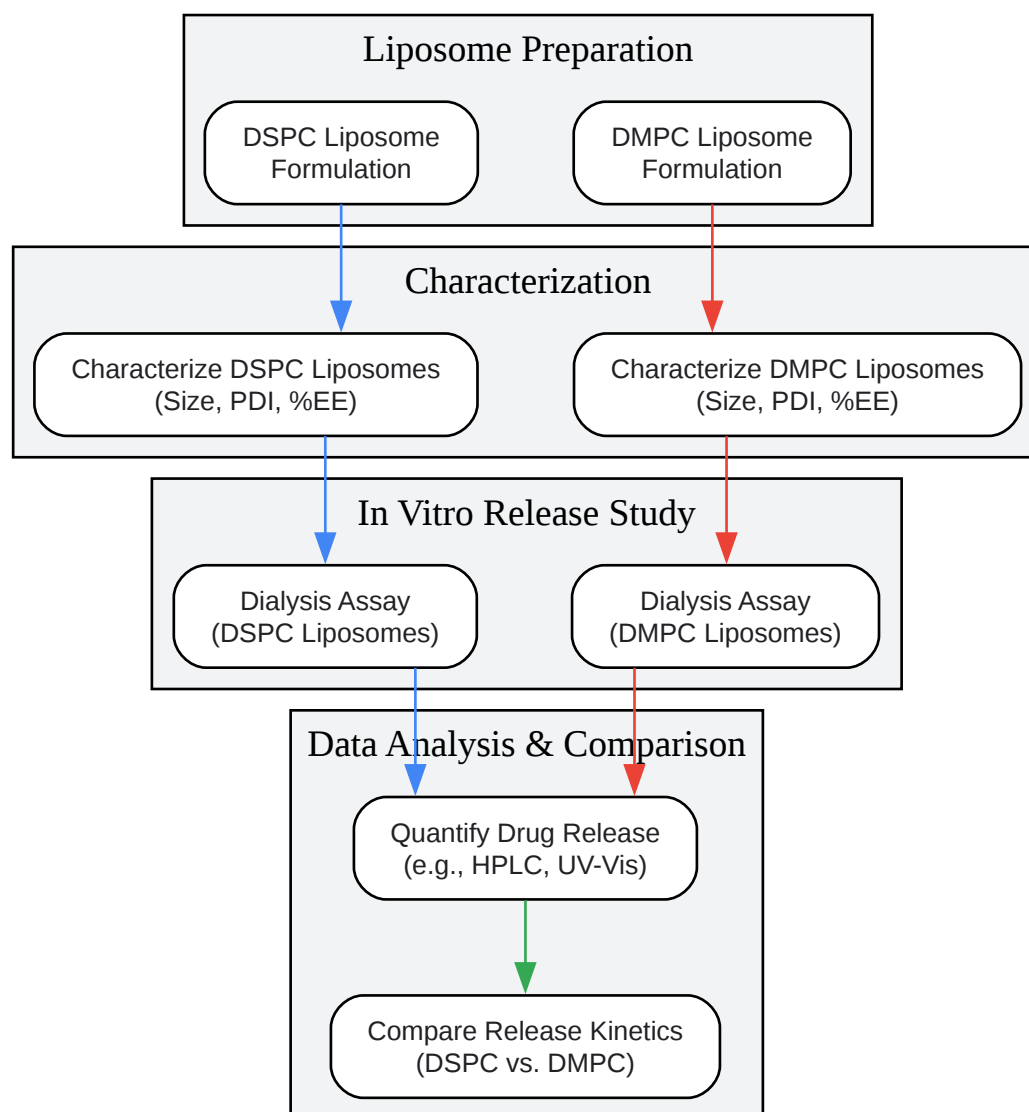 Liposome Preparation
DSPC Liposome
Formulation
DMPC Liposome
Formulation
Characterization
Characterize DSPC Liposomes
(Size, PDI, %EE)
Characterize DMPC Liposomes
(Size, PDI, %EE)
In Vitro Release Study
Dialysis Assay
(DSPC Liposomes)
Dialysis Assay
(DMPC Liposomes)
Data Analysis & Comparison
Quantify Drug Release
(e.g., HPLC, UV-Vis)
Compare Release Kinetics
(DSPC vs. DMPC)